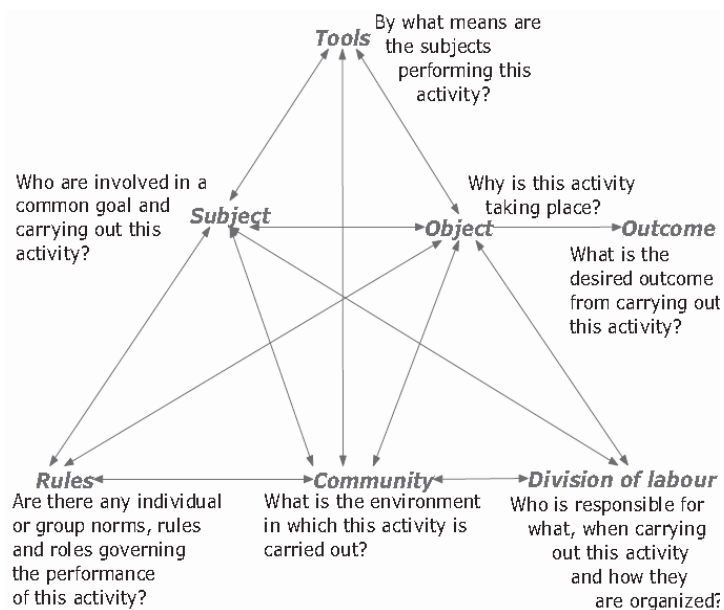 Tools
By what means are
the subjects
performing this
activity?
Who are involved in a
common goal and
carrying out this
activity?
Subject
Why is this activity
taking place?
Object
Outcome
What is the
desired outcome
from carrying out
this activity?
Rules
Are there any individual
or group norms, rules
and roles governing
the performance
of this activity?
Community
What is the environment
in which this activity is
carried out?
Division of labour
Who is responsible for
what, when carrying
out this activity
and how they
are organized?